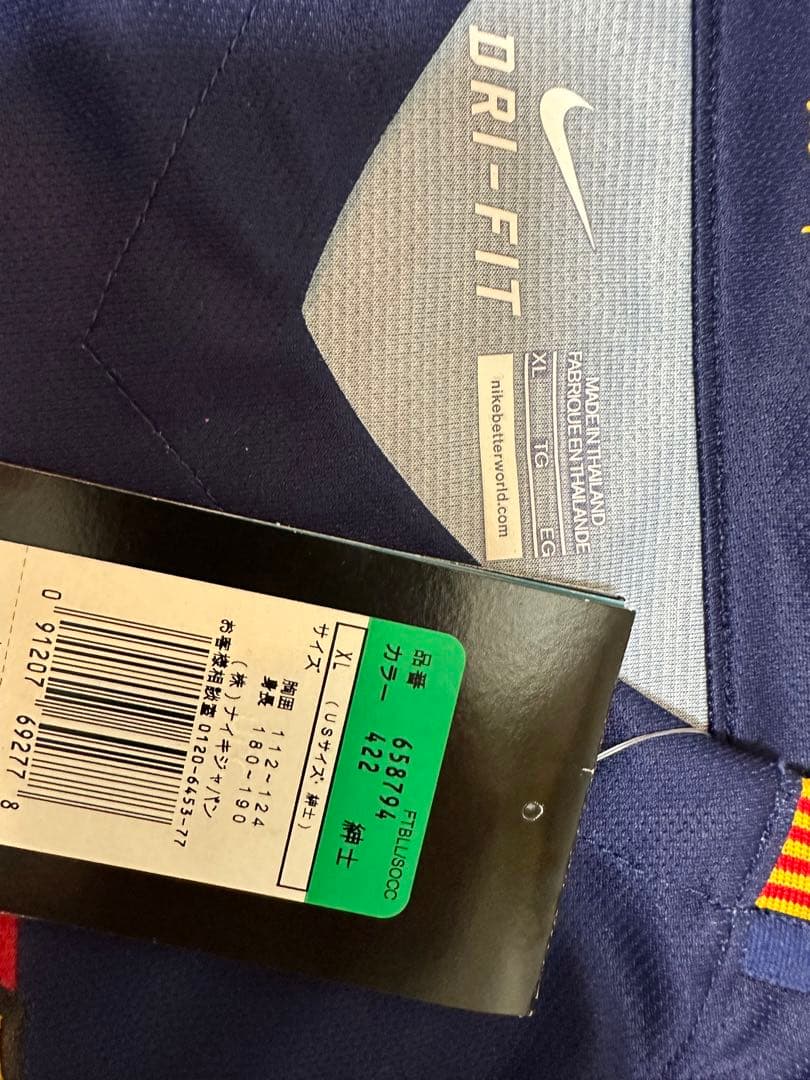 DRI-FIT
MADE IN THAILAND
FABRIQUE EN THAILANDE
XL TG EG
nikebetterworld.com
FTBLL/SOCC
品番 658794 紳士
カラー 422
サイズ
XL (USサイズ 紳士)
胸囲 112~124
身長 180~190
(株)ナイキジャパン
お客様相談室 0120-6453-77
0 91207 69277 8